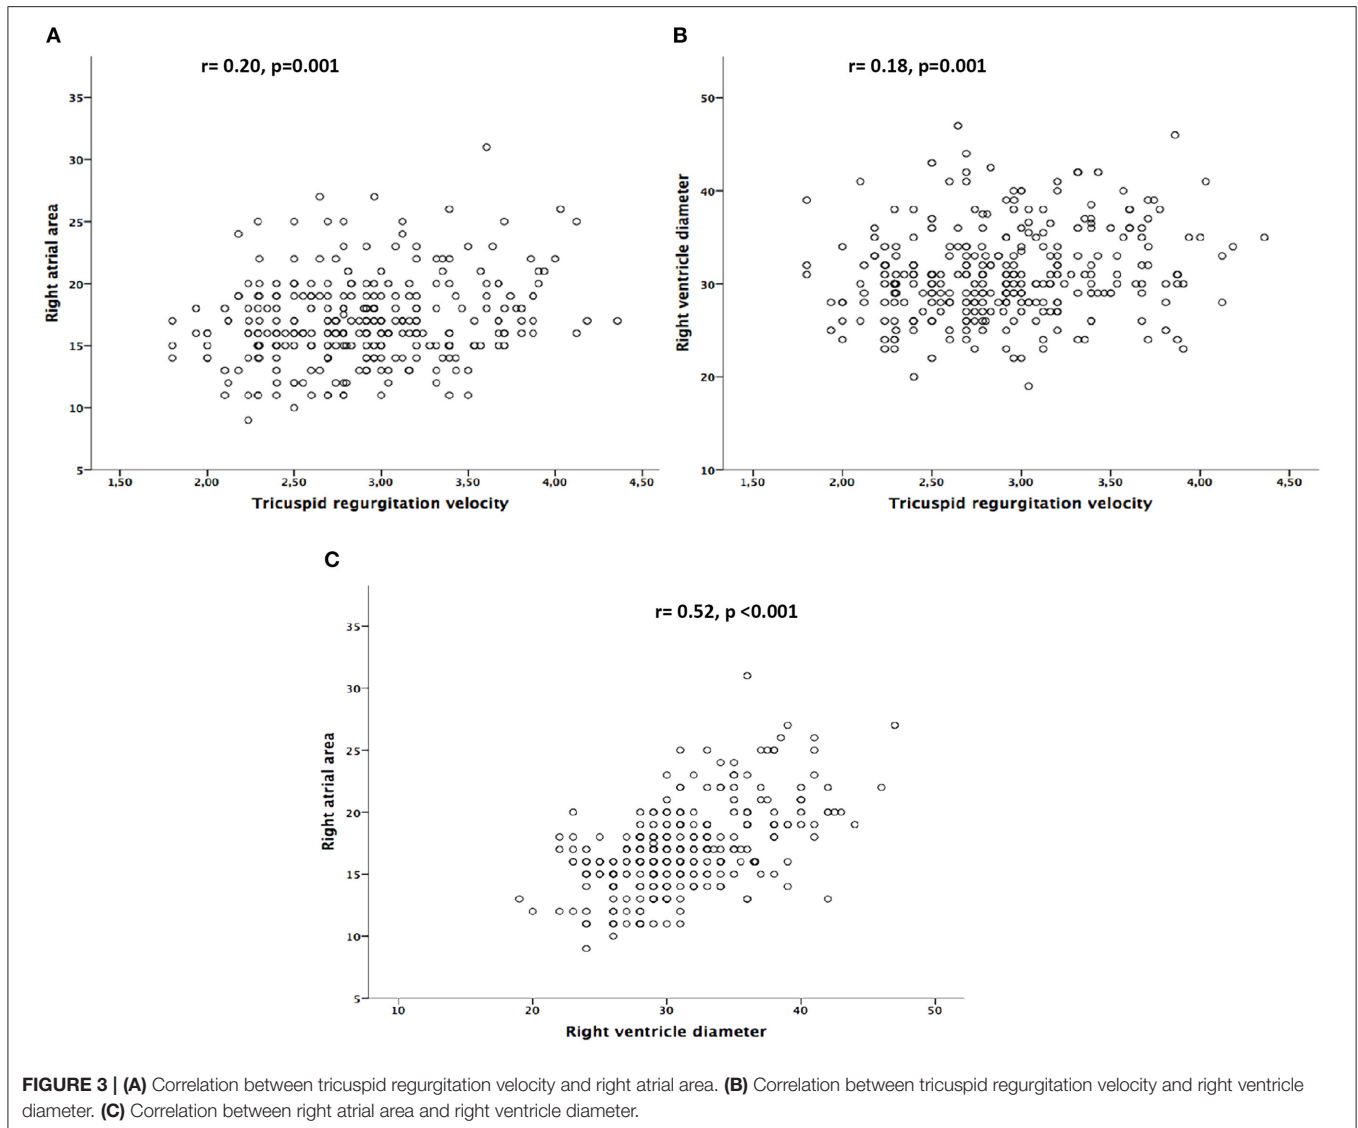 A
r= 0.20, p=0.001
35
30
25
20
15
10
5
Right atrial area
1,50 2,00 2,50 3,00 3,50 4,00 4,50
Tricuspid regurgitation velocity
B
r= 0.18, p=0.001
50
40
30
20
10
Right ventricle diameter
1,50 2,00 2,50 3,00 3,50 4,00 4,50
Tricuspid regurgitation velocity
C
r= 0.52, p <0.001
35
30
25
20
15
10
5
Right atrial area
10 20 30 40 50
Right ventricle diameter
FIGURE 3 | (A) Correlation between tricuspid regurgitation velocity and right atrial area. (B) Correlation between tricuspid regurgitation velocity and right ventricle
diameter. (C) Correlation between right atrial area and right ventricle diameter.